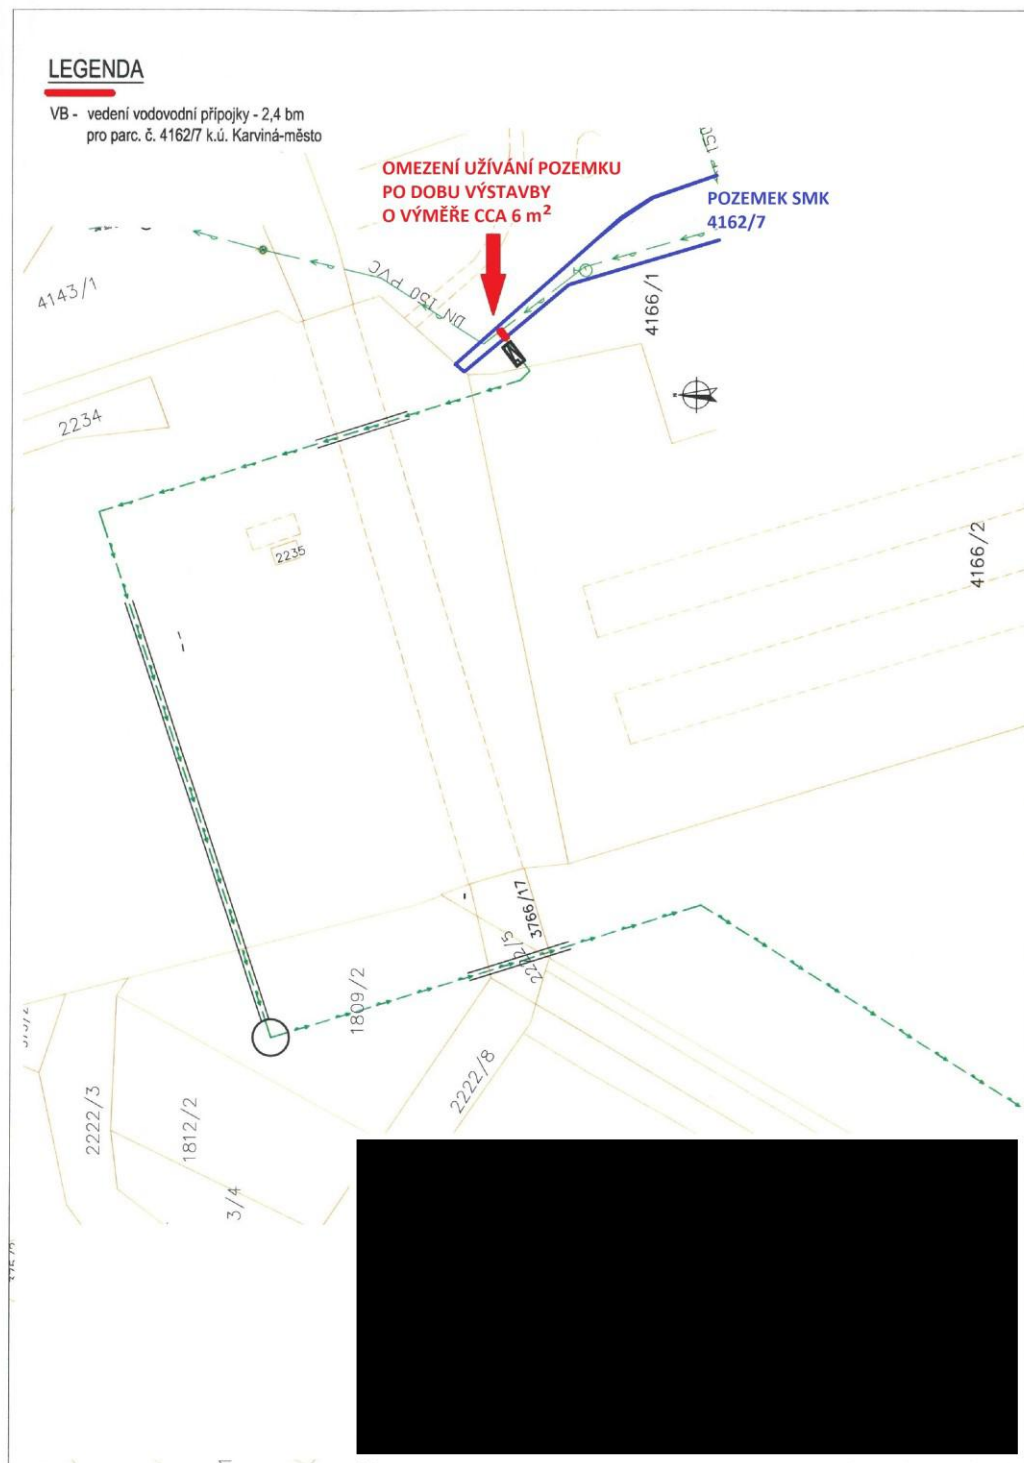 LEGENDA
VB - vedení vodovodní přípojky - 2,4 bm
pro parc. č. 4162/7 k.ú. Karviná-město
OMEZENÍ UŽÍVÁNÍ POZEMKU
PO DOBU VÝSTAVBY
O VÝMĚŘE CCA 6 m²
150
POZEMEK SMK
4162/7
4143/1
DN 150 PVC
4166/1
2234
2235
4166/2
3766/17
1809/2
2222/8
2222/3
1812/2
3/4